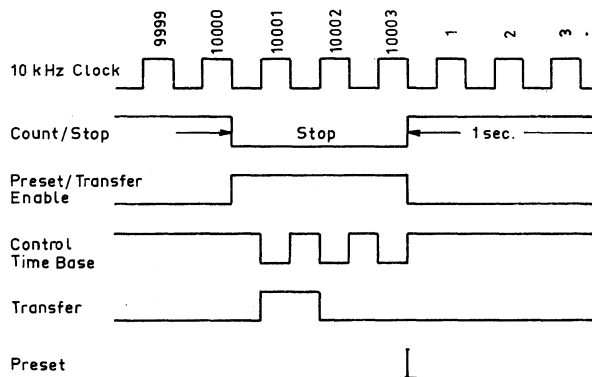 9999 10000 10001 10002 10003 1 2 3 .
10 kHz Clock
Count/Stop Stop 1 sec.
Preset/Transfer
Enable
Control
Time Base
Transfer
Preset